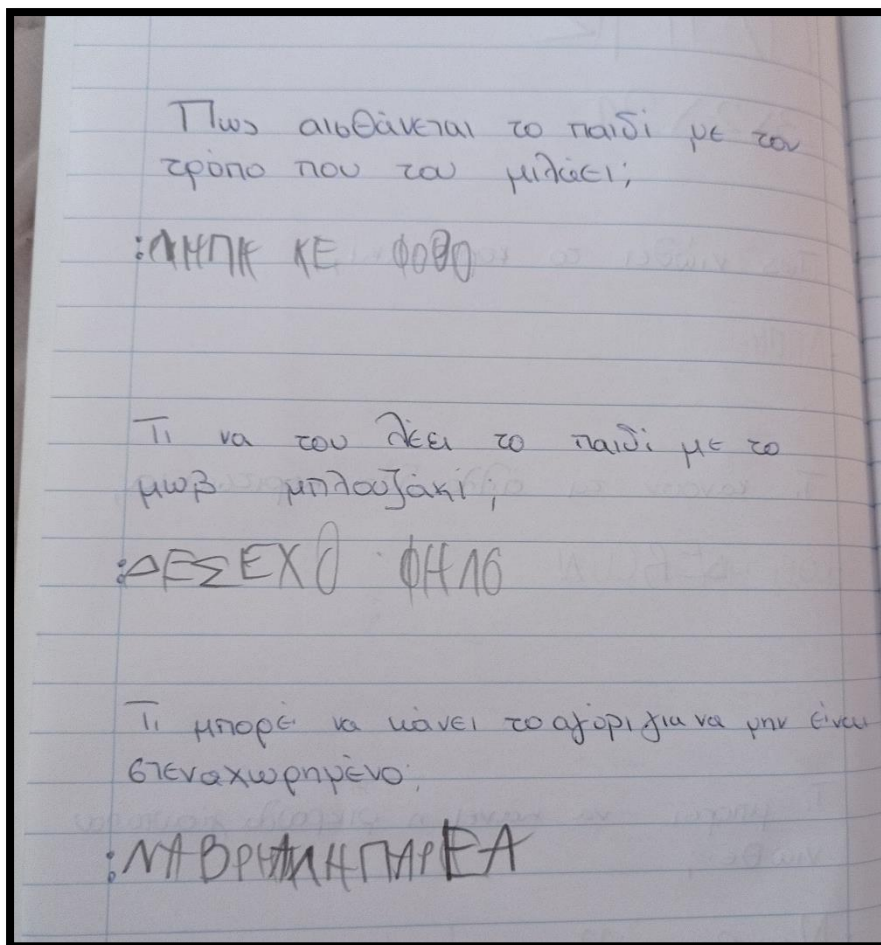 Πως αισθάνεται το παιδί με τον
τρόπο που του μιλάει;
:ΛΗΠΗ ΚΕ ΦΟΒΟ
Τι να του λέει το παιδί με το
μωβ μπλουζάκι;
:ΔΕΣΕΧΟ ΦΗΛΟ
Τι μπορεί να κάνει το αγόρι για να μην είναι
στεναχωρημένο;
:ΝΑΒΡΗΑΛΗΠΑΡΕΑ